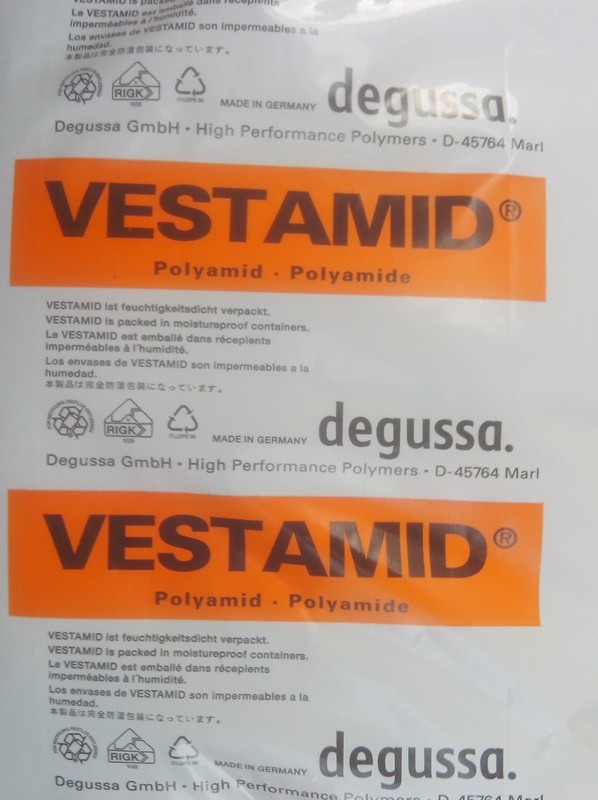 VESTAMID is packed dans récipients
Le VESTAMID est emballé
imperméables à l'humidité.
Los envases de VESTAMID son impermeables a la
humedad.
本製品は完全防湿包装になっています。
RIGK
MADE IN GERMANY
degussa.
Degussa GmbH • High Performance Polymers • D-45764 Marl
VESTAMID®
Polyamid · Polyamide
VESTAMID ist feuchtigkeitsdicht verpackt.
VESTAMID is packed in moistureproof containers.
Le VESTAMID est emballé dans récepients
imperméables à l'humidité.
Los envases de VESTAMID son impermeables a la
humedad.
本製品は完全防湿包装になっています。
RIGK
MADE IN GERMANY
degussa.
Degussa GmbH • High Performance Polymers • D-45764 Marl
VESTAMID®
Polyamid · Polyamide
VESTAMID ist feuchtigkeitsdicht verpackt.
VESTAMID is packed in moistureproof containers.
Le VESTAMID est emballé dans récepients
imperméables à l'humidité.
Los envases de VESTAMID son impermeables a la
humedad.
本製品は完全防湿包装になっています。
RIGK
MADE IN GERMANY
degussa.
Degussa GmbH • High Performance Polymers • D-45764 Marl